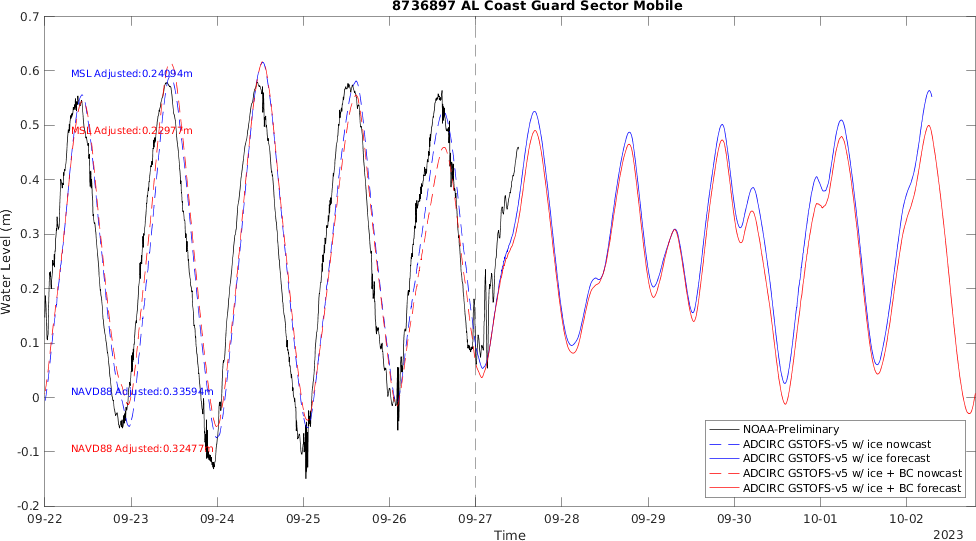 8736897 AL Coast Guard Sector Mobile
0.7
0.6
0.5
0.4
0.3
0.2
0.1
0
-0.1
-0.2
Water Level (m)
MSL Adjusted:0.24094m
MSL Adjusted:0.22977m
NAVD88 Adjusted:0.33594m
NAVD88 Adjusted:0.32477m
NOAA-Preliminary
ADCIRC GSTOFS-v5 w/ ice nowcast
ADCIRC GSTOFS-v5 w/ ice forecast
ADCIRC GSTOFS-v5 w/ ice + BC nowcast
ADCIRC GSTOFS-v5 w/ ice + BC forecast
09-22 09-23 09-24 09-25 09-26 09-27 09-28 09-29 09-30 10-01 10-02
Time
2023